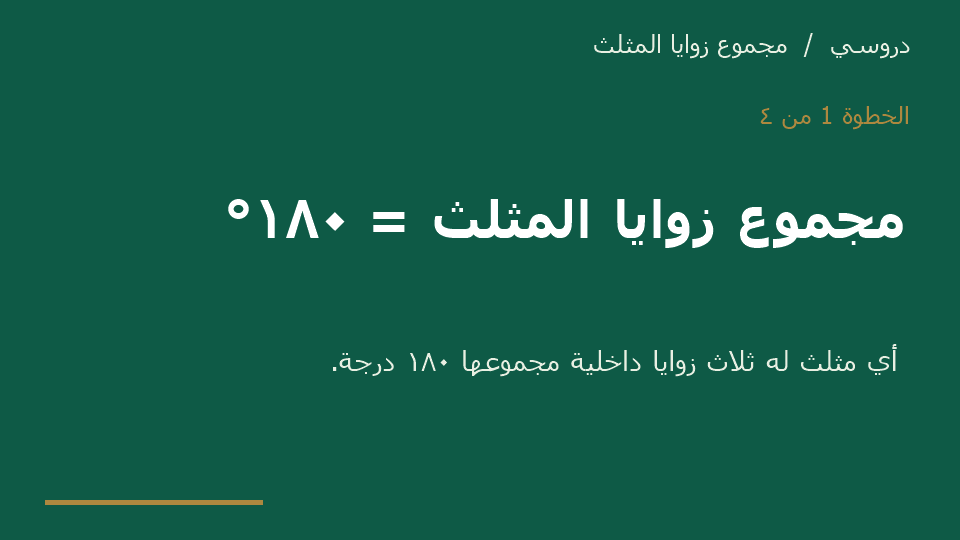 دروسي / مجموع زوايا المثلث
الخطوة 1 من ٤
مجموع زوايا المثلث = ١٨٠°
أي مثلث له ثلاث زوايا داخلية مجموعها ١٨٠ درجة.